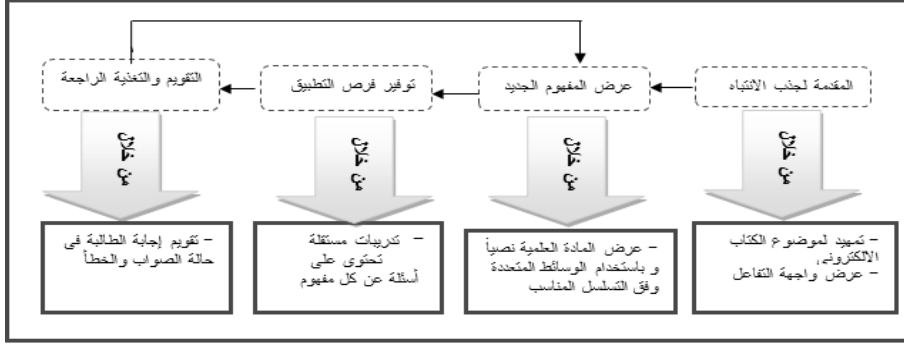 المقدمة لجذب الانتباه
عرض المفهوم الجديد
توفير فرص التطبيق
التقويم والتغذية الراجعة
من خلال
من خلال
من خلال
من خلال
– تمهيد لموضوع الكتاب
الالكترونى
– عرض واجهة التفاعل
– عرض المادة العلمية نصياً
و باستخدام الوسائط المتعددة
وفق التسلسل المناسب
– تدريبات مستقلة
تحتوى على
أسئلة عن كل مفهوم
– تقويم إجابة الطالبة فى
حالة الصواب والخطأ